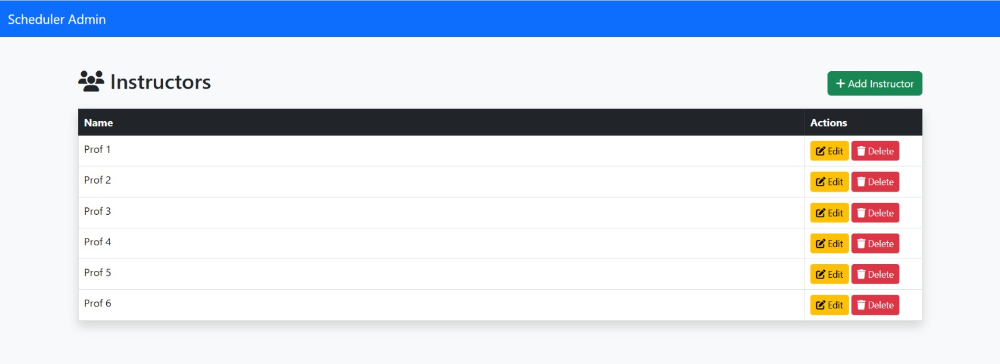 Scheduler Admin
Instructors
Add Instructor
Name Actions
Prof 1 Edit Delete
Prof 2 Edit Delete
Prof 3 Edit Delete
Prof 4 Edit Delete
Prof 5 Edit Delete
Prof 6 Edit Delete